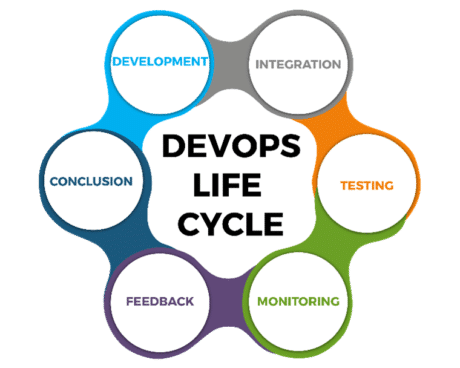 DEVELOPMENT
INTEGRATION
DEVOPS
LIFE
CYCLE
CONCLUSION
TESTING
FEEDBACK
MONITORING